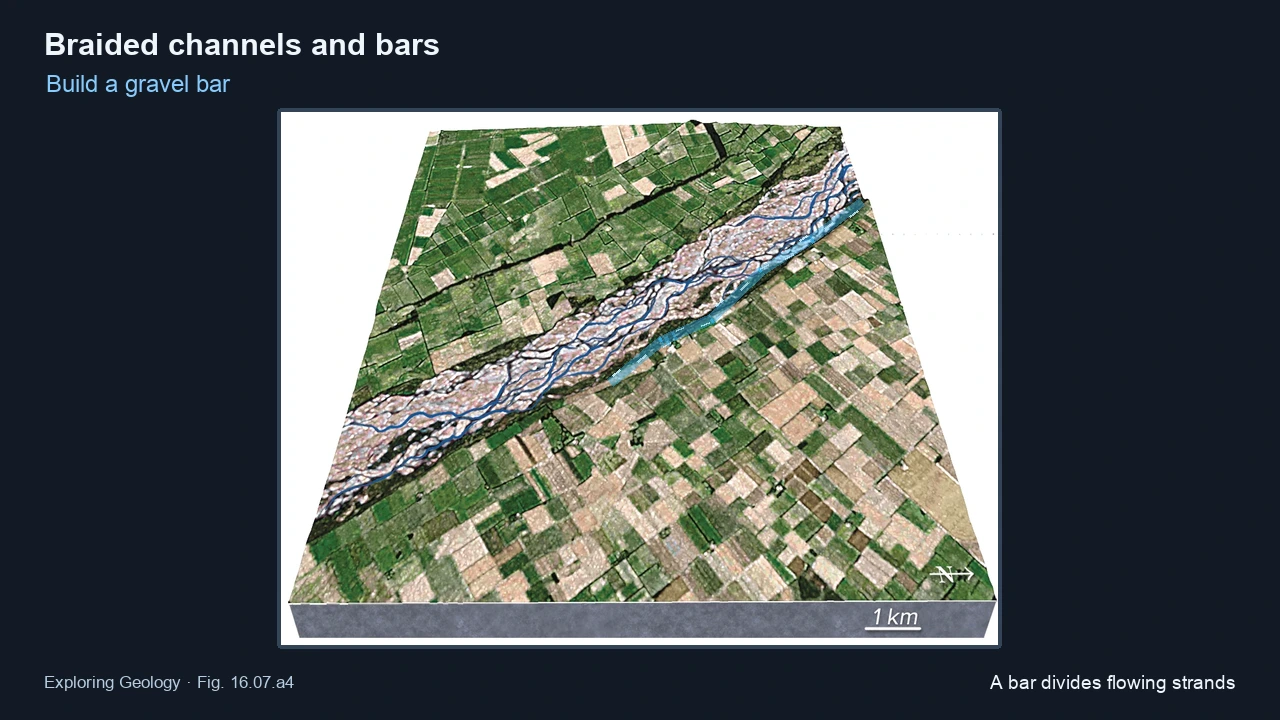 Braided channels and bars
Build a gravel bar
N
1 km
Exploring Geology · Fig. 16.07.a4
A bar divides flowing strands